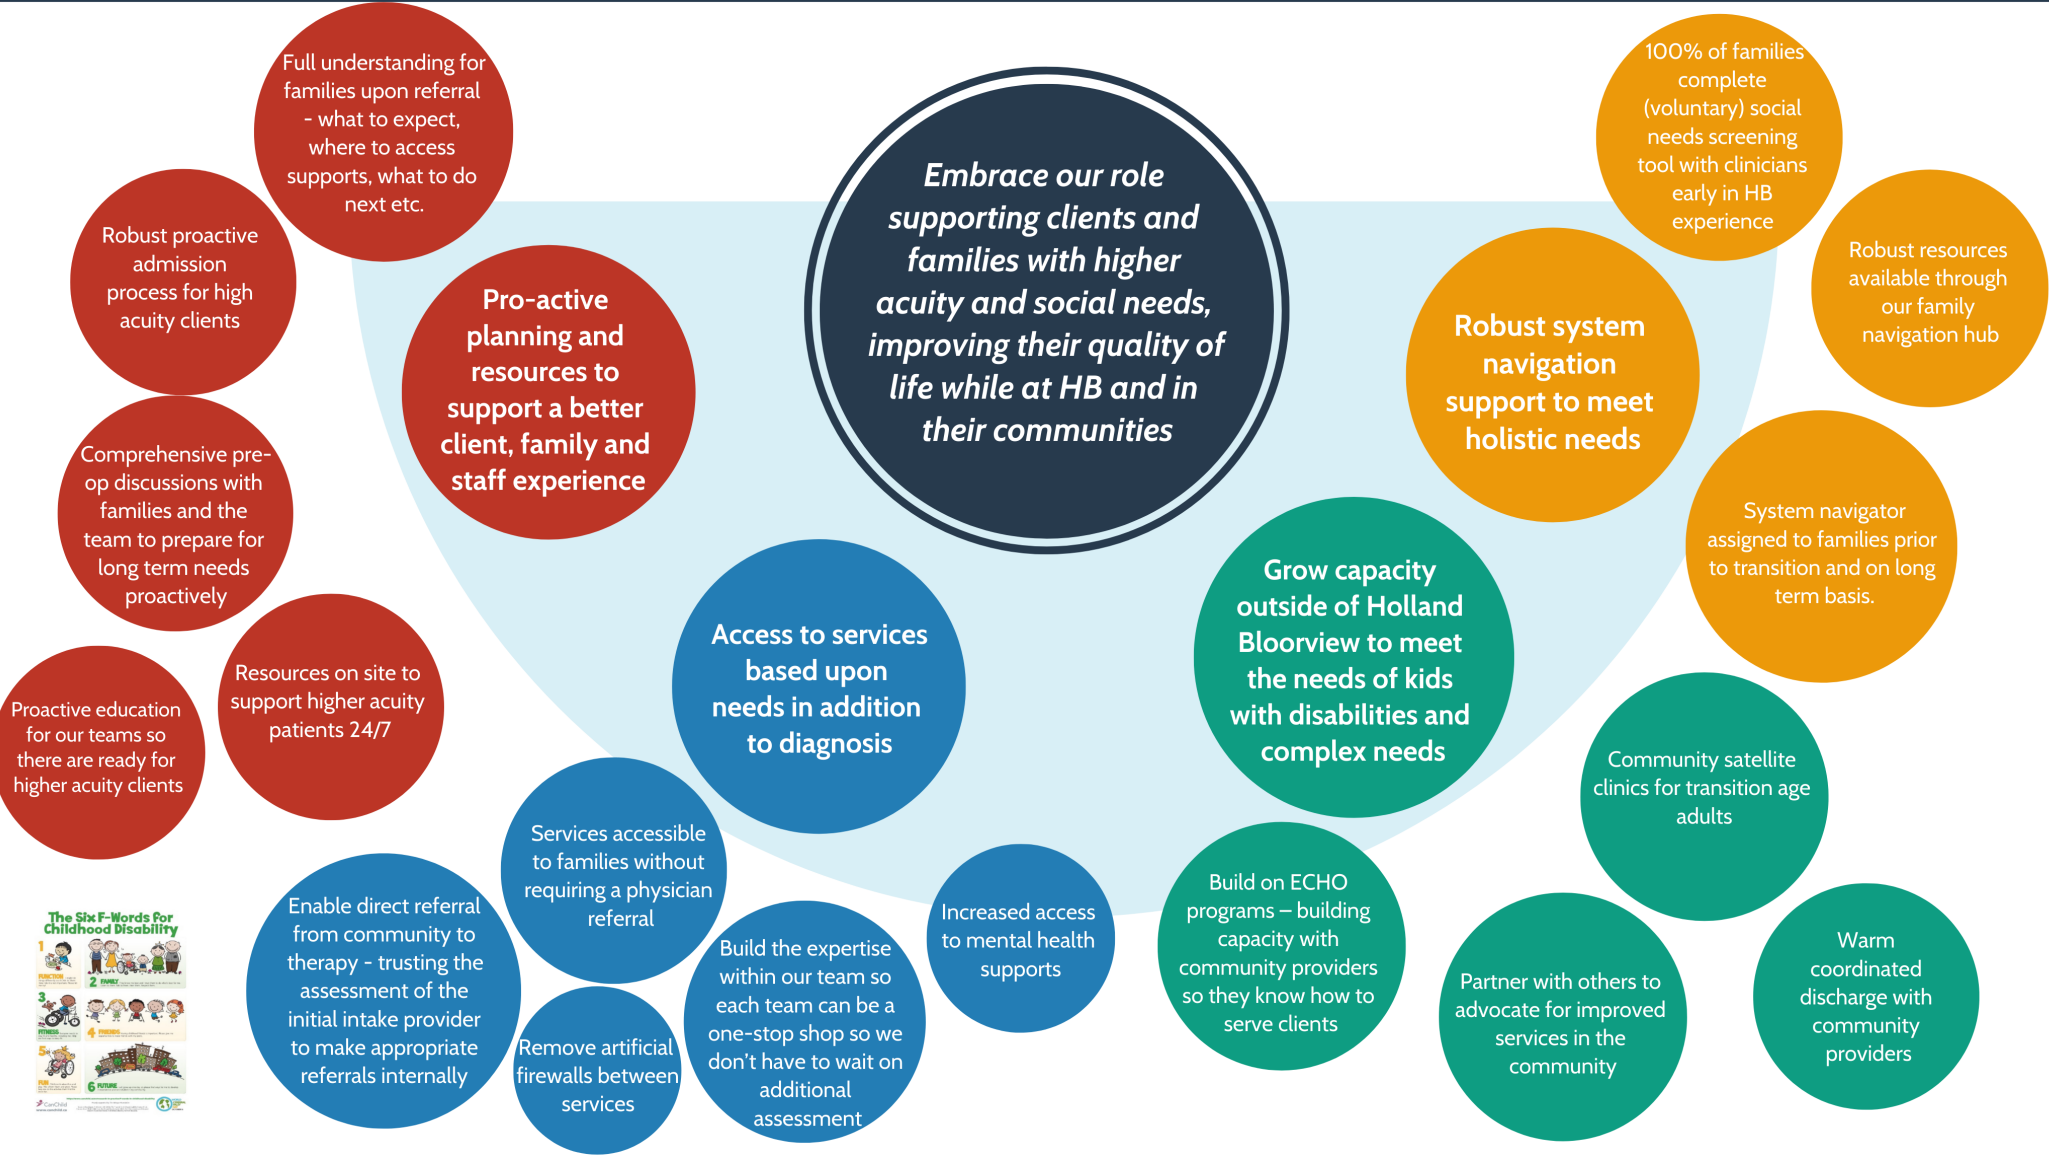 Full understanding for
families upon referral
- what to expect,
where to access
supports, what to do
next etc.
Robust proactive
admission
process for high
acuity clients
Comprehensive pre-
op discussions with
families and the
team to prepare for
long term needs
proactively
Proactive education
for our teams so
there are ready for
higher acuity clients
Resources on site to
support higher acuity
patients 24/7
Pro-active
planning and
resources to
support a better
client, family and
staff experience
Embrace our role
supporting clients and
families with higher
acuity and social needs,
improving their quality of
life while at HB and in
their communities
Access to services
based upon
needs in addition
to diagnosis
Services accessible
to families without
requiring a physician
referral
Enable direct referral
from community to
therapy - trusting the
assessment of the
initial intake provider
to make appropriate
referrals internally
Remove artificial
firewalls between
services
Build the expertise
within our team so
each team can be a
one-stop shop so we
don't have to wait on
additional
assessment
Increased access
to mental health
supports
Grow capacity
outside of Holland
Bloorview to meet
the needs of kids
with disabilities and
complex needs
Build on ECHO
programs – building
capacity with
community providers
so they know how to
serve clients
Partner with others to
advocate for improved
services in the
community
Warm
coordinated
discharge with
community
providers
Community satellite
clinics for transition age
adults
Robust system
navigation
support to meet
holistic needs
100% of families
complete
(voluntary) social
needs screening
tool with clinicians
early in HB
experience
Robust resources
available through
our family
navigation hub
System navigator
assigned to families prior
to transition and on long
term basis.
The Six F-Words for
Childhood Disability
1
FUNCTION
2 FAMILY
3
FITNESS
4 FRIENDS
5
FUN
6 FUTURE
CanChild